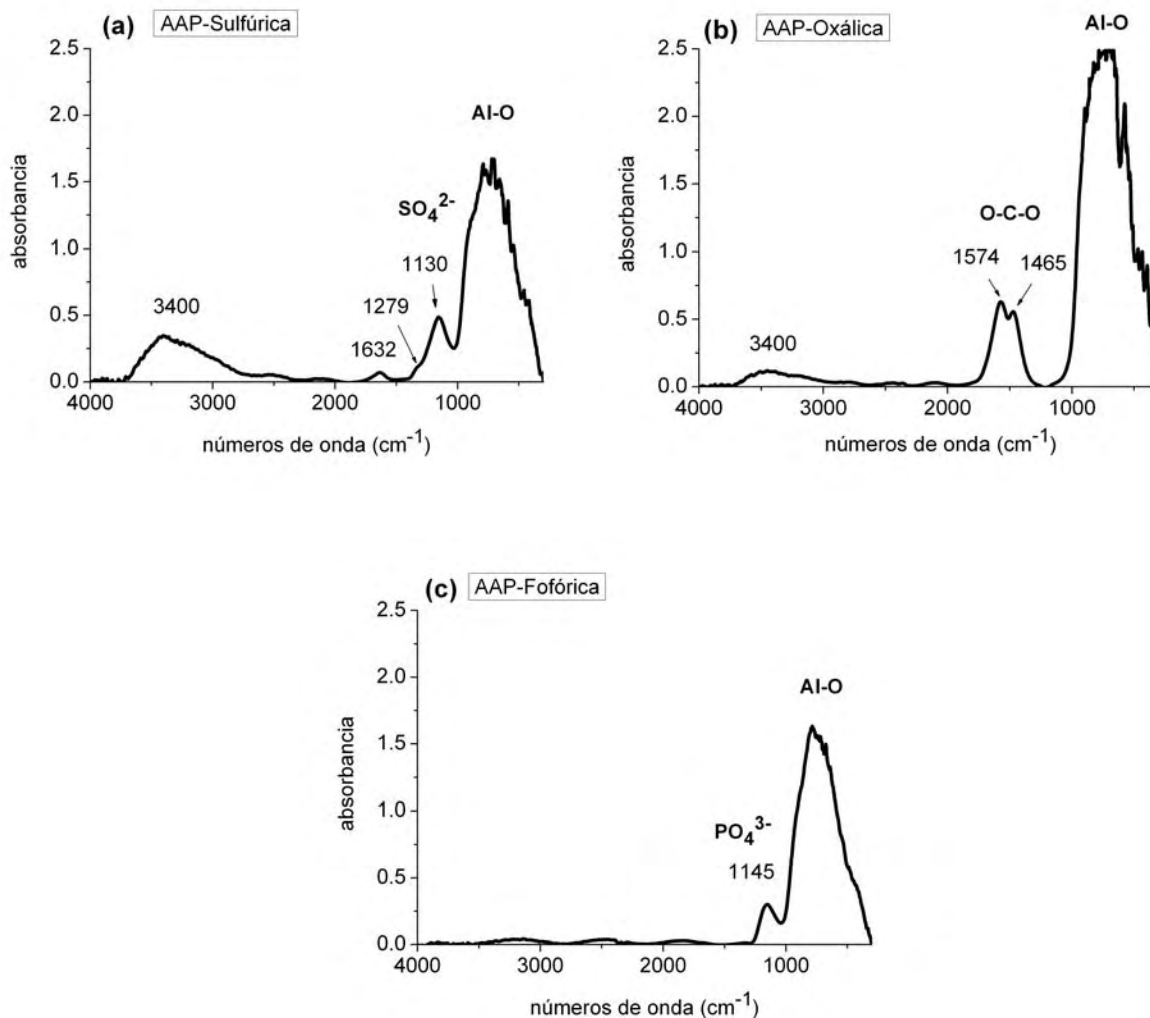 (a) AAP-Sulfúrica
2.5
2.0
1.5
1.0
0.5
0.0
absorbancia
Al-O
SO₄²⁻
1130
1279
3400
1632
4000 3000 2000 1000
números de onda (cm⁻¹)
(b) AAP-Oxálica
Al-O
2.5
2.0
1.5
1.0
0.5
0.0
absorbancia
O-C-O
1574 1465
3400
4000 3000 2000 1000
números de onda (cm⁻¹)
(c) AAP-Fofórica
2.5
2.0
1.5
1.0
0.5
0.0
absorbancia
Al-O
PO₄³⁻
1145
4000 3000 2000 1000
números de onda (cm⁻¹)